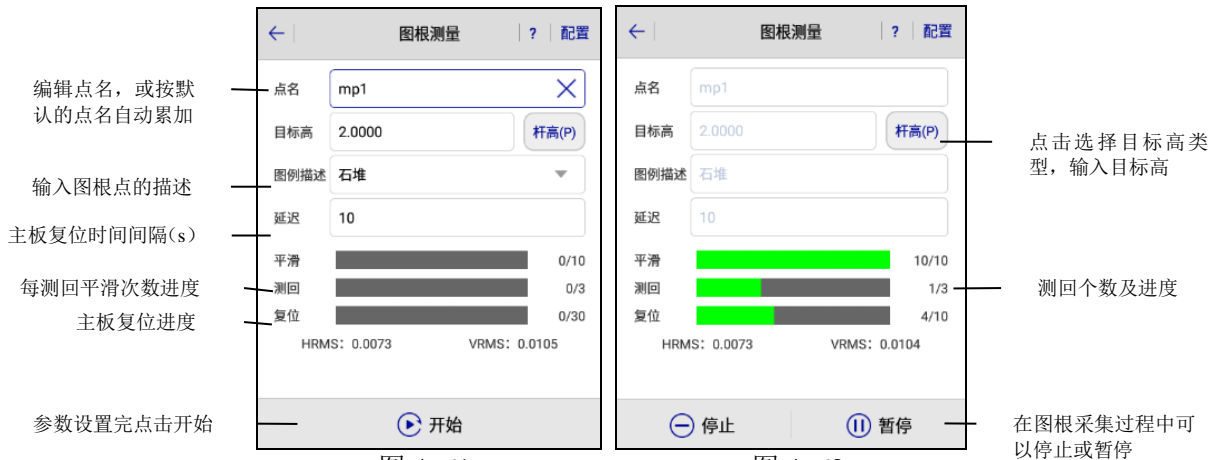 图根测量 ? 配置
点名 mp1
目标高 2.0000 杆高(P)
图例描述 石堆
延迟 10
平滑 0/10
测回 0/3
复位 0/30
HRMS: 0.0073 VRMS: 0.0105
开始
编辑点名，或按默
认的点名自动累加
输入图根点的描述
主板复位时间间隔(s)
每测回平滑次数进度
主板复位进度
参数设置完点击开始
图根测量 ? 配置
点名 mp1
目标高 2.0000 杆高(P)
图例描述 石堆
延迟 10
平滑 10/10
测回 1/3
复位 4/10
HRMS: 0.0073 VRMS: 0.0104
停止 暂停
点击选择目标高类
型，输入目标高
测回个数及进度
在图根采集过程中可
以停止或暂停